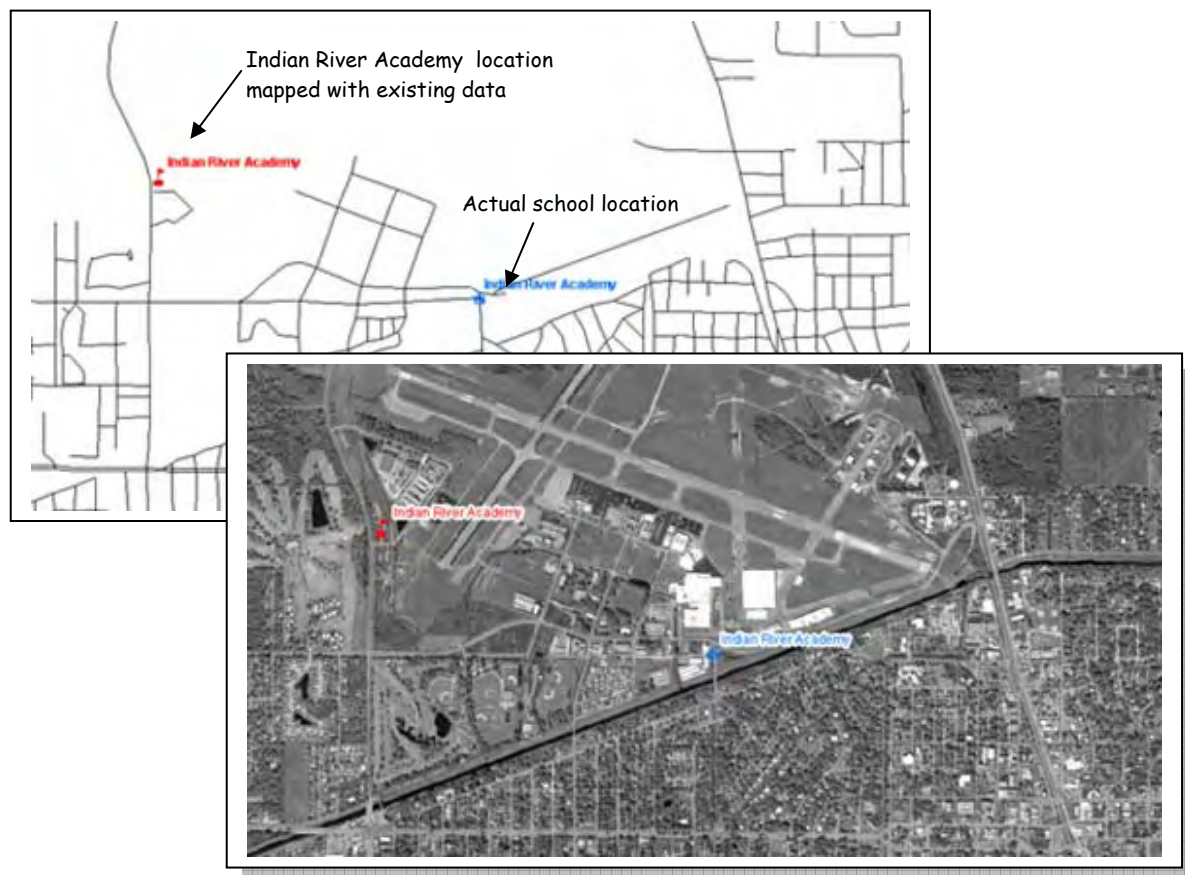 Indian River Academy location
mapped with existing data
Indian River Academy
Actual school location
Indian River Academy
Indian River Academy
Indian River Academy